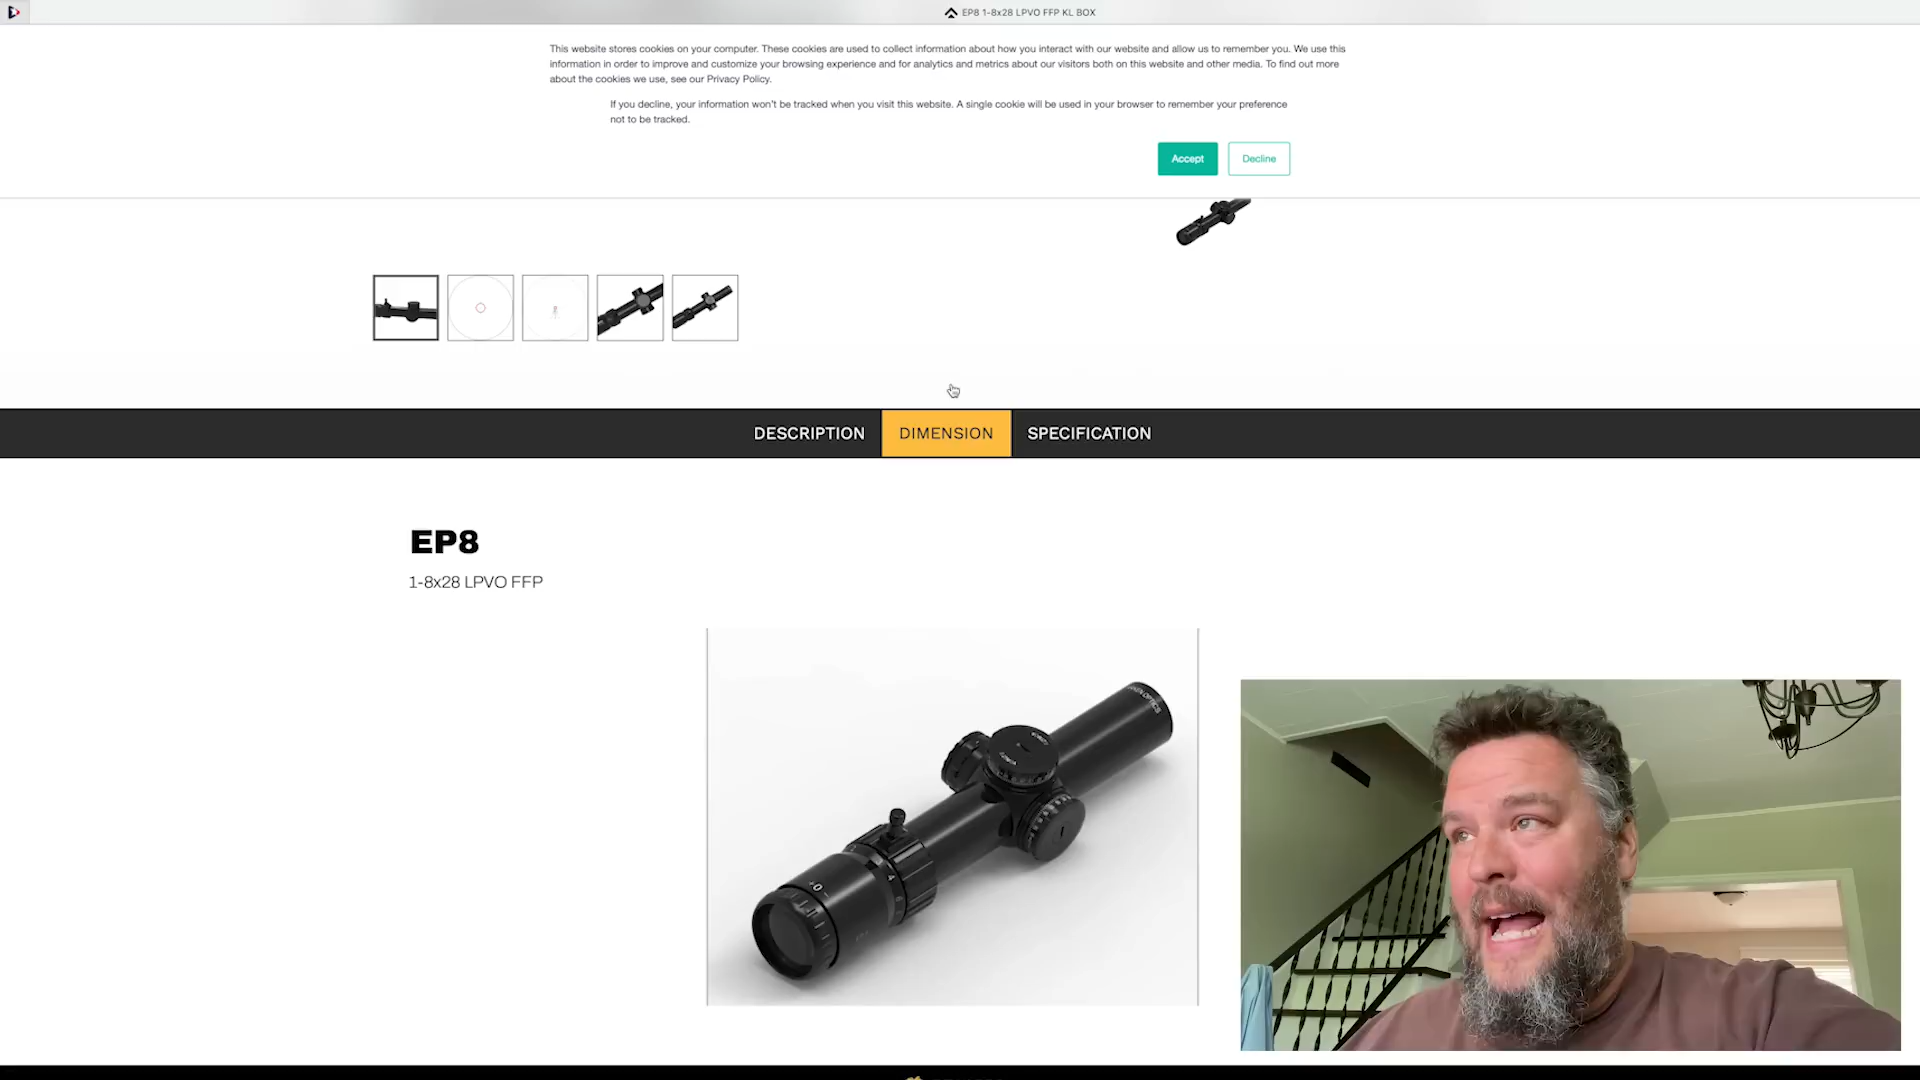 EP8 1-8x28 LPVO FFP KL BOX
This website stores cookies on your computer. These cookies are used to collect information about how you interact with our website and allow us to remember you. We use this
information in order to improve and customize your browsing experience and for analytics and metrics about our visitors both on this website and other media. To find out more
about the cookies we use, see our Privacy Policy.
If you decline, your information won't be tracked when you visit this website. A single cookie will be used in your browser to remember your preference
not to be tracked.
Accept
Decline
DESCRIPTION
DIMENSION
SPECIFICATION
EP8
1-8x28 LPVO FFP